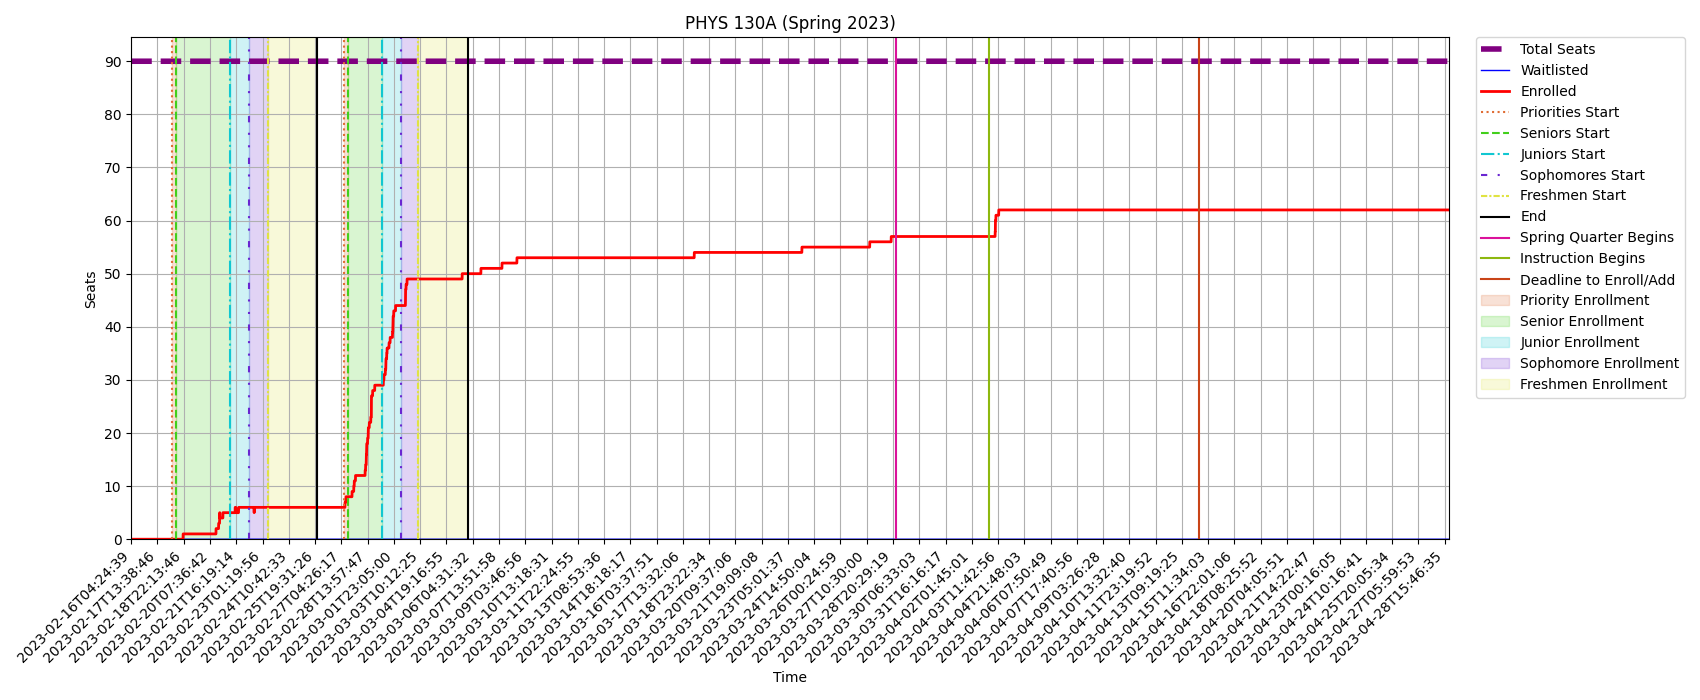 PHYS 130A (Spring 2023)
Seats
90
80
70
60
50
40
30
20
10
0
2023-02-16T04:24:39
2023-02-17T13:38:46
2023-02-18T22:13:46
2023-02-20T07:36:42
2023-02-21T16:19:14
2023-02-23T01:19:56
2023-02-24T10:42:33
2023-02-25T19:31:26
2023-02-27T04:26:17
2023-02-28T13:57:47
2023-03-01T23:05:00
2023-03-03T10:12:25
2023-03-04T19:16:55
2023-03-06T04:31:32
2023-03-07T13:51:58
2023-03-09T03:46:56
2023-03-10T13:18:31
2023-03-11T22:24:55
2023-03-13T08:53:36
2023-03-14T18:18:17
2023-03-16T03:37:51
2023-03-17T13:32:06
2023-03-18T22:22:34
2023-03-20T09:37:06
2023-03-21T19:09:08
2023-03-23T05:01:37
2023-03-24T14:50:04
2023-03-26T00:24:59
2023-03-27T10:30:00
2023-03-28T20:29:19
2023-03-30T06:33:03
2023-03-31T16:16:17
2023-04-02T01:45:01
2023-04-03T11:42:56
2023-04-04T21:48:03
2023-04-06T07:50:49
2023-04-07T17:40:56
2023-04-09T03:26:28
2023-04-10T13:32:40
2023-04-11T23:19:52
2023-04-13T09:19:25
2023-04-15T11:34:03
2023-04-16T22:01:06
2023-04-18T08:25:52
2023-04-20T04:05:51
2023-04-21T14:22:47
2023-04-23T00:16:05
2023-04-24T10:16:41
2023-04-25T20:05:34
2023-04-27T05:59:53
2023-04-28T15:46:35
Time
Total Seats
Waitlisted
Enrolled
Priorities Start
Seniors Start
Juniors Start
Sophomores Start
Freshmen Start
End
Spring Quarter Begins
Instruction Begins
Deadline to Enroll/Add
Priority Enrollment
Senior Enrollment
Junior Enrollment
Sophomore Enrollment
Freshmen Enrollment